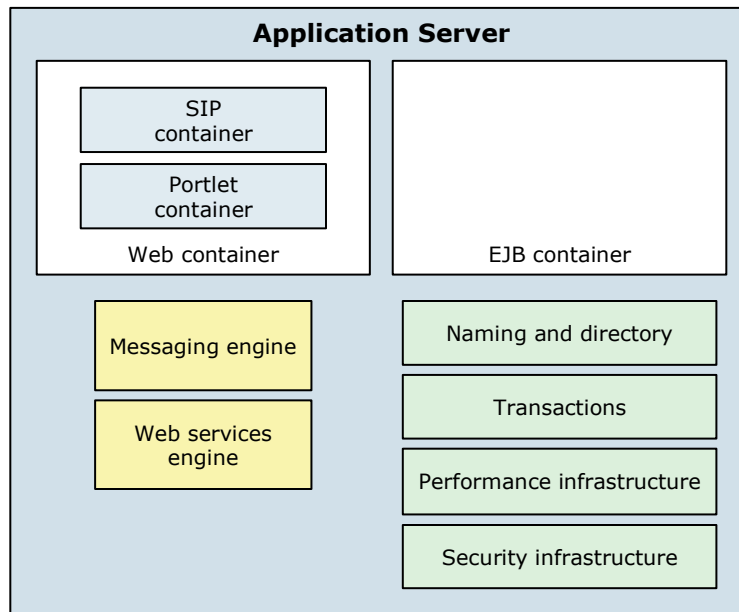 Application Server
SIP
container
Portlet
container
Web container
EJB container
Messaging engine
Web services
engine
Naming and directory
Transactions
Performance infrastructure
Security infrastructure